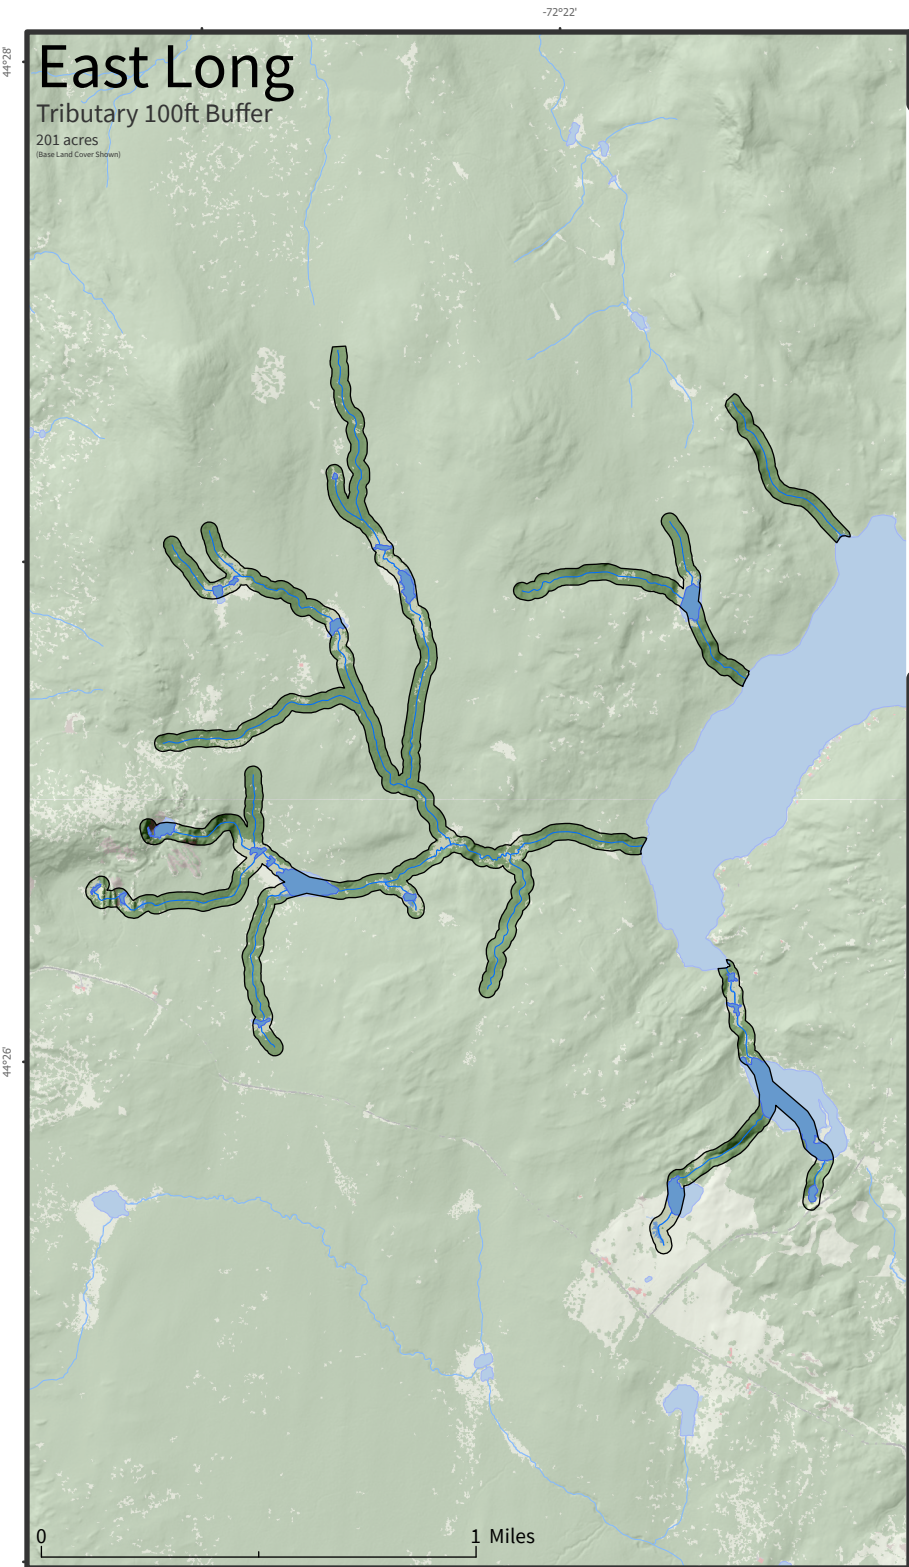 -72°22'
44°28'
East Long
Tributary 100ft Buffer
201 acres
(Base Land Cover Shown)
44°26'
0
1 Miles